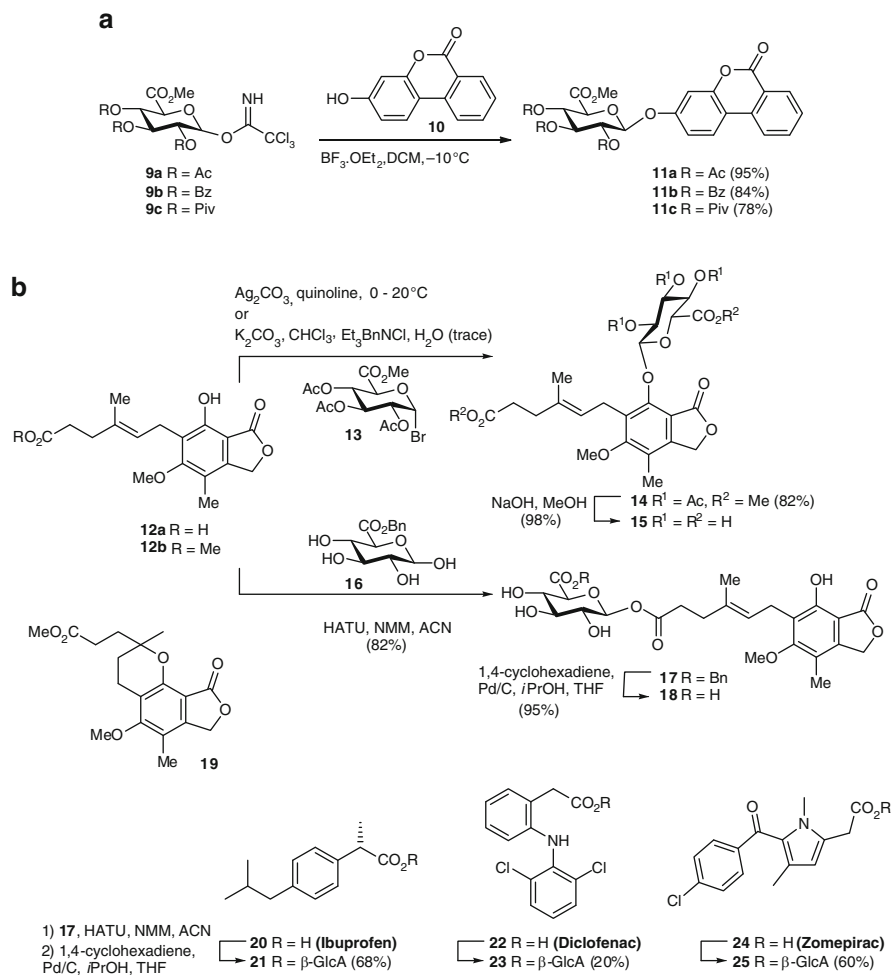 a
O
O
CO₂Me
NH
HO
10
RO
RO
O
RO
O
CCl₃
BF₃.OEt₂,DCM,–10°C
9a R = Ac
9b R = Bz
9c R = Piv
O
O
CO₂Me
RO
RO
O
RO
O
11a R = Ac (95%)
11b R = Bz (84%)
11c R = Piv (78%)
b
Ag₂CO₃, quinoline, 0 - 20°C
or
K₂CO₃, CHCl₃, Et₃BnNCl, H₂O (trace)
CO₂Me
AcO
AcO
O
AcO
Br
13
Me
OH
O
RO₂C
O
MeO
Me
12a R = H
12b R = Me
R¹O
OR¹
R¹O
CO₂R²
O
O
Me
O
R²O₂C
O
MeO
Me
14 R¹ = Ac, R² = Me (82%)
15 R¹ = R² = H
NaOH, MeOH
(98%)
CO₂Bn
HO
HO
O
OH
OH
16
HATU, NMM, ACN
(82%)
CO₂R
HO
HO
O
OH
O
O
Me
OH
O
O
MeO
Me
1,4-cyclohexadiene,
Pd/C, iPrOH, THF
(95%)
17 R = Bn
18 R = H
MeO₂C
O
O
O
MeO
Me
19
CO₂R
20 R = H (Ibuprofen)
21 R = β-GlcA (68%)
1) 17, HATU, NMM, ACN
2) 1,4-cyclohexadiene,
Pd/C, iPrOH, THF
CO₂R
NH
Cl
Cl
22 R = H (Diclofenac)
23 R = β-GlcA (20%)
O
N
CO₂R
Cl
24 R = H (Zomepirac)
25 R = β-GlcA (60%)